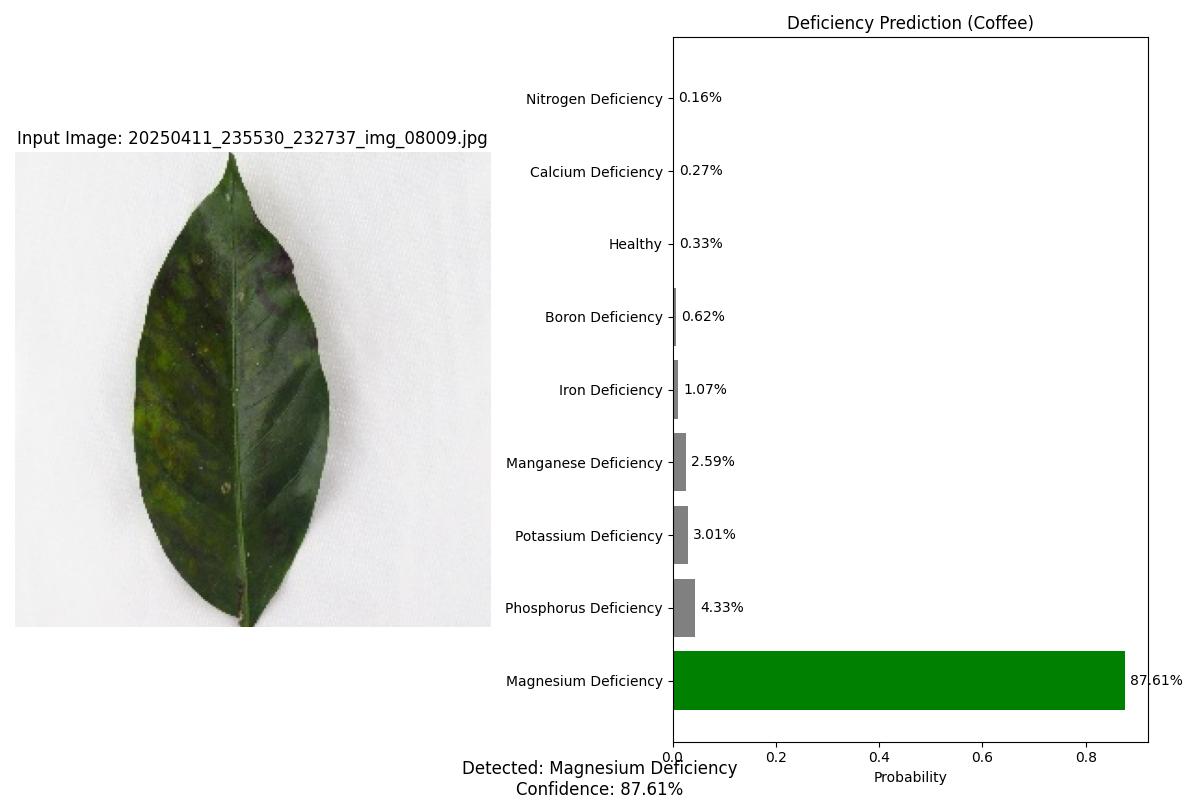 Deficiency Prediction (Coffee)
Input Image: 20250411_235530_232737_img_08009.jpg
Nitrogen Deficiency 0.16%
Calcium Deficiency 0.27%
Healthy 0.33%
Boron Deficiency 0.62%
Iron Deficiency 1.07%
Manganese Deficiency 2.59%
Potassium Deficiency 3.01%
Phosphorus Deficiency 4.33%
Magnesium Deficiency 87.61%
0.0 0.2 0.4 0.6 0.8
Probability
Detected: Magnesium Deficiency
Confidence: 87.61%